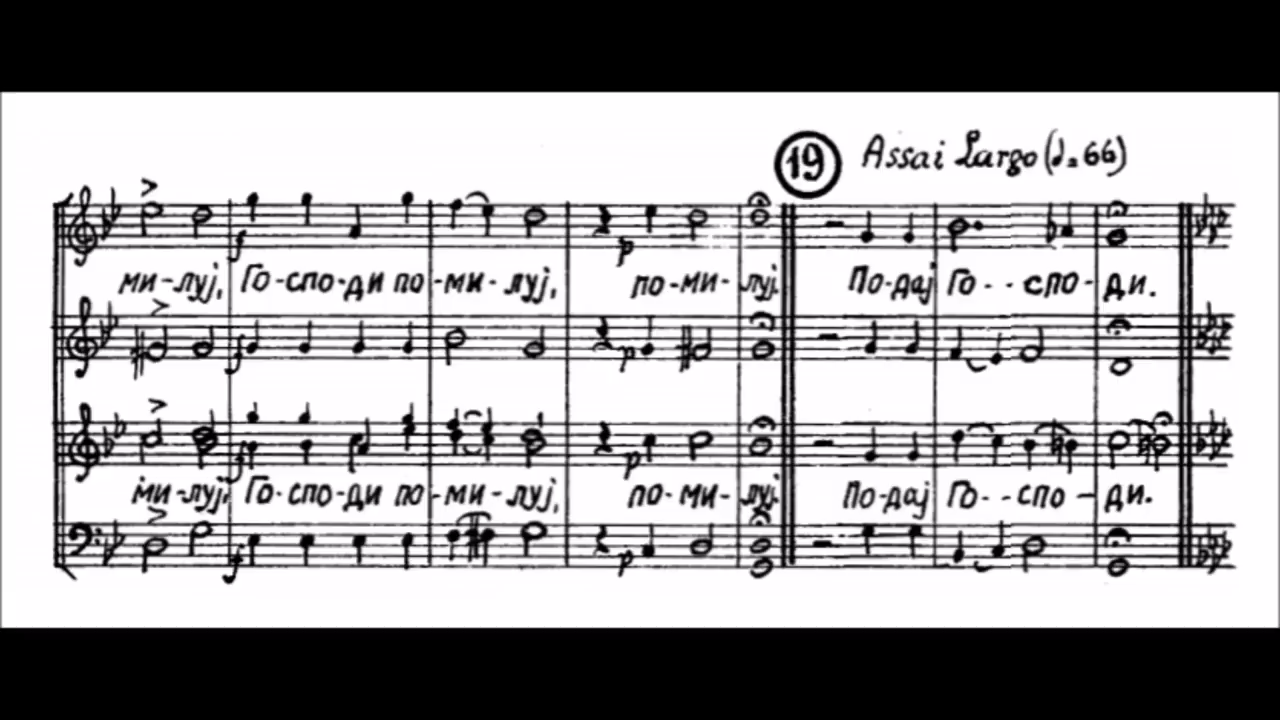 19 Assai Largo (♩=66)
ми-луј, Го-споди-ди по-ми-луј, по-ми-луј. По-дај Го--спо-ди.
ми-луј, Го-спо-ди по-ми-луј, по-ми-луј. По-дај Го--спо-ди.